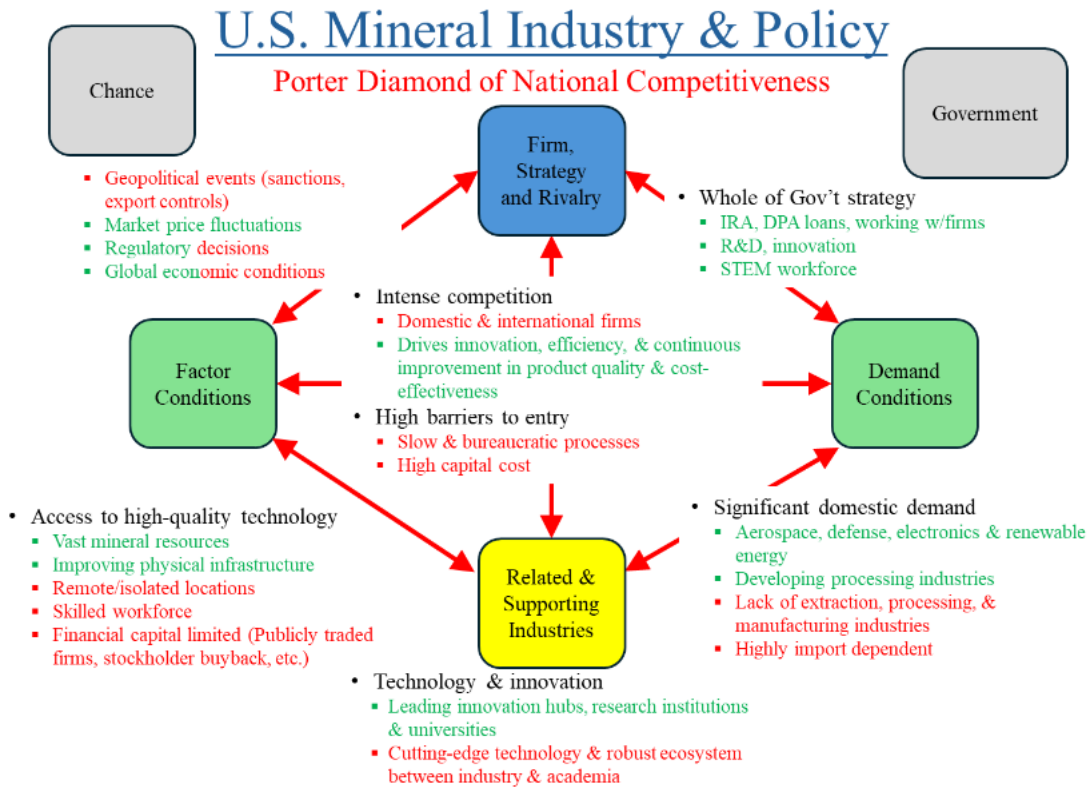 U.S. Mineral Industry & Policy
Porter Diamond of National Competitiveness
Chance
Government
Firm,
Strategy
and Rivalry
▪ Geopolitical events (sanctions,
export controls)
▪ Market price fluctuations
▪ Regulatory decisions
▪ Global economic conditions
• Whole of Gov't strategy
▪ IRA, DPA loans, working w/firms
▪ R&D, innovation
▪ STEM workforce
• Intense competition
▪ Domestic & international firms
▪ Drives innovation, efficiency, & continuous
improvement in product quality & cost-
effectiveness
• High barriers to entry
▪ Slow & bureaucratic processes
▪ High capital cost
Factor
Conditions
Demand
Conditions
• Access to high-quality technology
▪ Vast mineral resources
▪ Improving physical infrastructure
▪ Remote/isolated locations
▪ Skilled workforce
▪ Financial capital limited (Publicly traded
firms, stockholder buyback, etc.)
Related &
Supporting
Industries
• Significant domestic demand
▪ Aerospace, defense, electronics & renewable
energy
▪ Developing processing industries
▪ Lack of extraction, processing, &
manufacturing industries
▪ Highly import dependent
• Technology & innovation
▪ Leading innovation hubs, research institutions
& universities
▪ Cutting-edge technology & robust ecosystem
between industry & academia